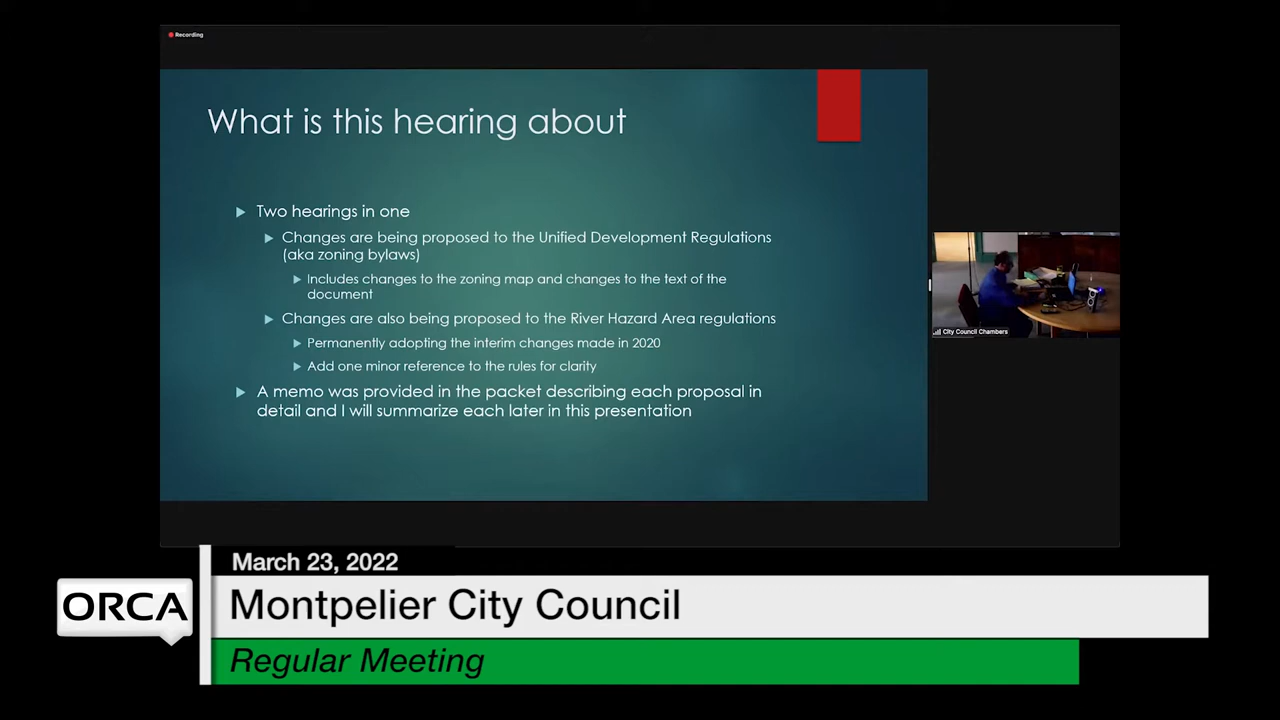 Recording
What is this hearing about
Two hearings in one
Changes are being proposed to the Unified Development Regulations
(aka zoning bylaws)
Includes changes to the zoning map and changes to the text of the
document
Changes are also being proposed to the River Hazard Area regulations
Permanently adopting the interim changes made in 2020
Add one minor reference to the rules for clarity
A memo was provided in the packet describing each proposal in
detail and I will summarize each later in this presentation
City Council Chambers
March 23, 2022
ORCA
Montpelier City Council
Regular Meeting